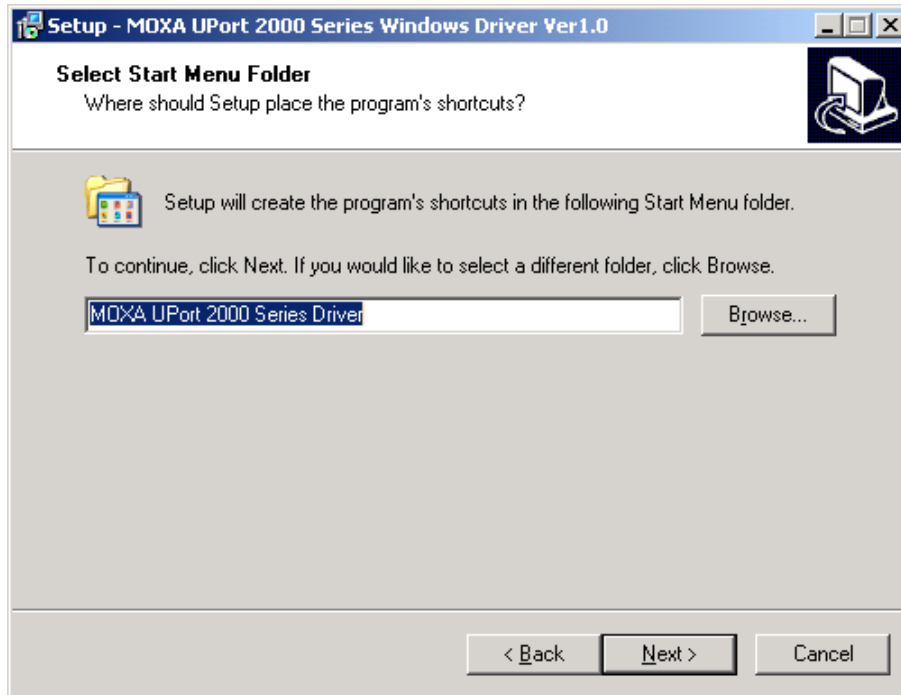 Setup - MOXA UPort 2000 Series Windows Driver Ver1.0
Select Start Menu Folder
Where should Setup place the program's shortcuts?
Setup will create the program's shortcuts in the following Start Menu folder.
To continue, click Next. If you would like to select a different folder, click Browse.
MOXA UPort 2000 Series Driver
Browse...
< Back
Next >
Cancel